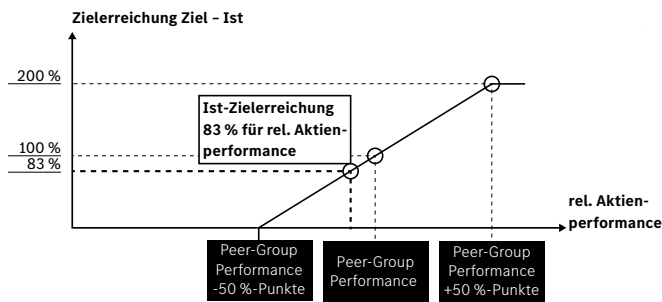 Zielerreichung Ziel – Ist
200 %
Ist-Zielerreichung
83 % für rel. Aktien-
performance
100 %
83 %
rel. Aktien-
performance
Peer-Group
Performance
-50 %-Punkte
Peer-Group
Performance
Peer-Group
Performance
+50 %-Punkte